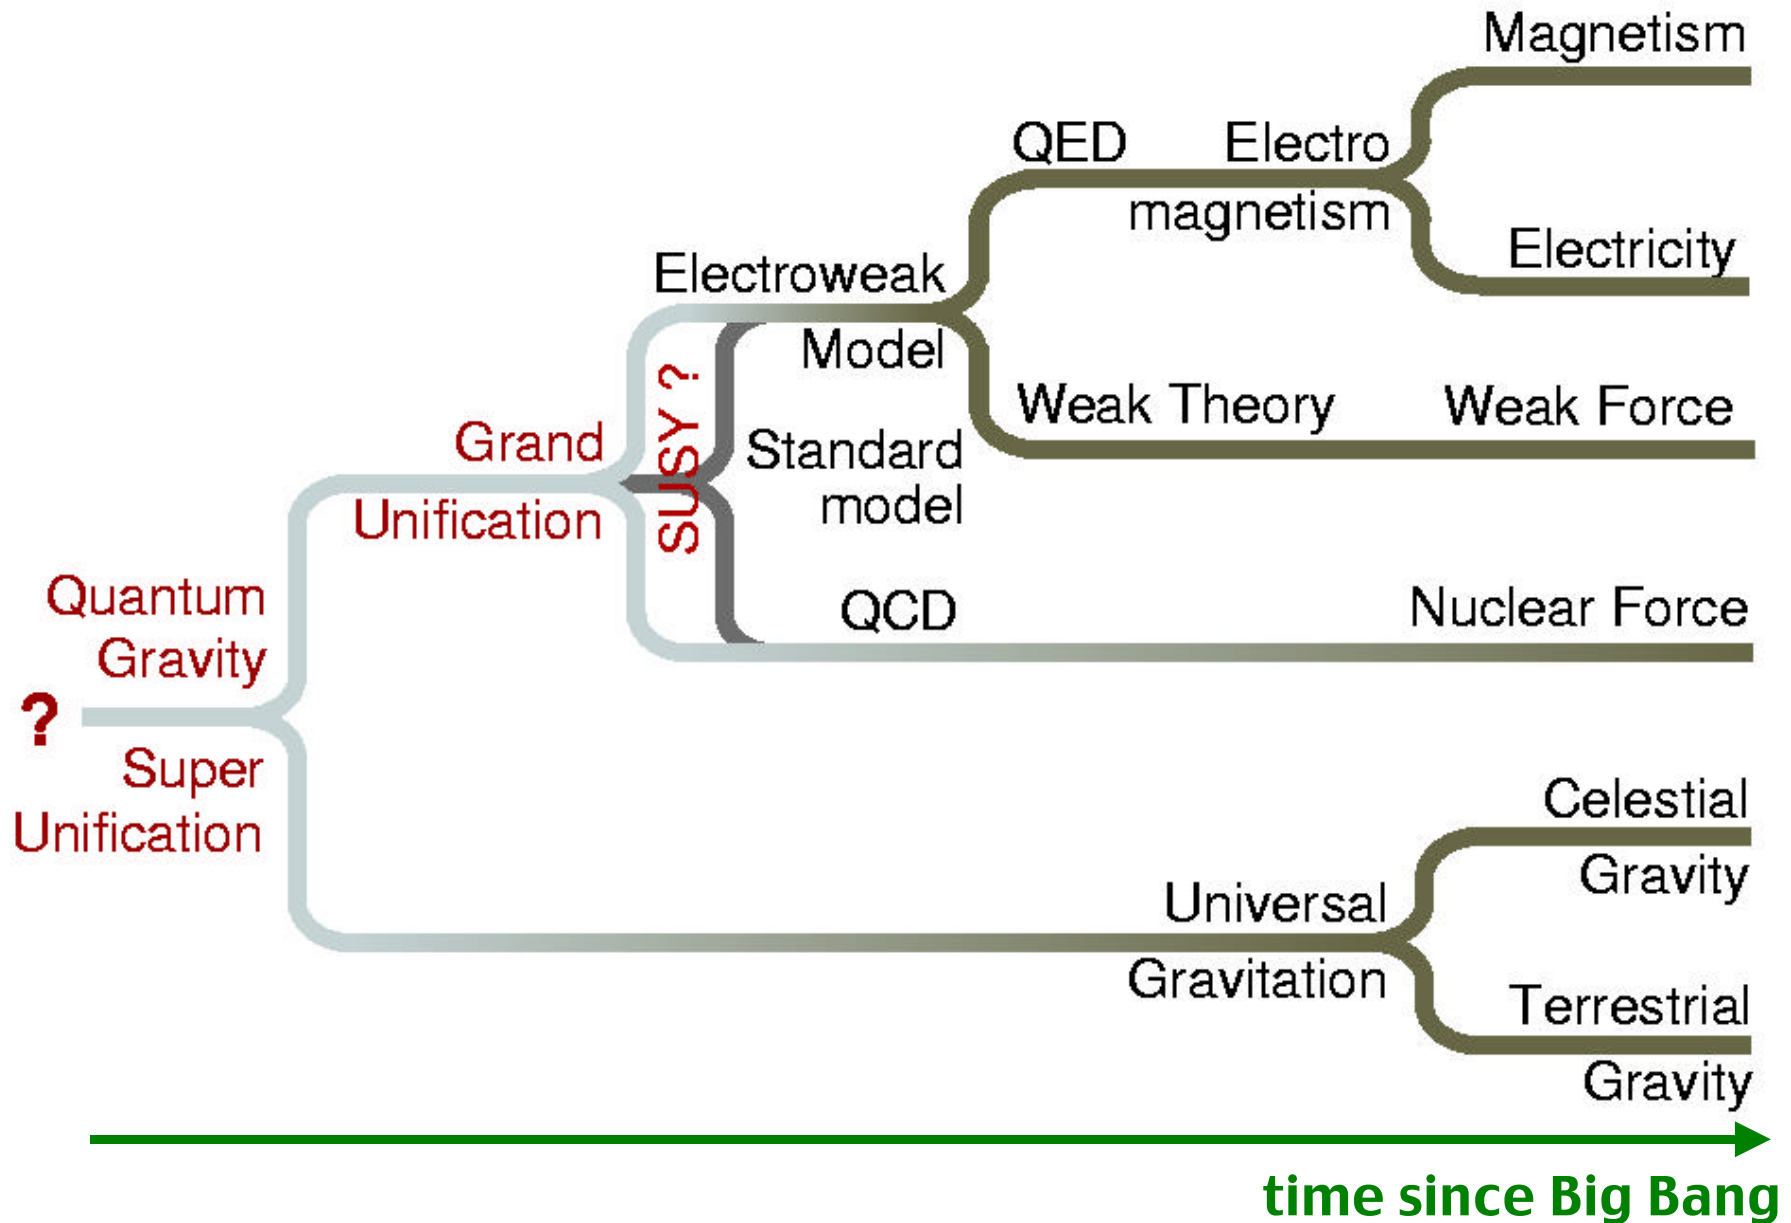 Magnetism
QED
Electro
magnetism
Electricity
Electroweak
Model
Weak Theory
Weak Force
Grand
Unification
SUSY ?
Standard
model
QCD
Nuclear Force
Quantum
Gravity
?
Super
Unification
Celestial
Gravity
Universal
Gravitation
Terrestrial
Gravity
time since Big Bang